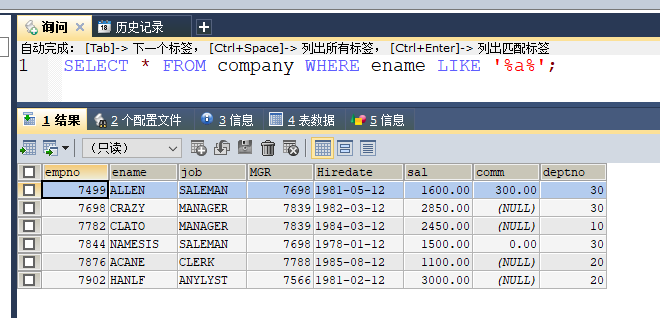 询问 历史记录
自动完成: [Tab]-> 下一个标签, [Ctrl+Space]-> 列出所有标签, [Ctrl+Enter]-> 列出匹配标签
1 SELECT * FROM company WHERE ename LIKE '%a%';
1 结果 2 个配置文件 3 信息 4 表数据 5 信息
（只读）
empno ename job MGR Hiredate sal comm deptno
7499 ALLEN SALEMAN 7698 1981-05-12 1600.00 300.00 30
7698 CRAZY MANAGER 7839 1982-03-12 2850.00 (NULL) 30
7782 CLATO MANAGER 7839 1984-03-12 2450.00 (NULL) 10
7844 NAMESIS SALEMAN 7698 1978-01-12 1500.00 0.00 30
7876 ACANE CLERK 7788 1985-08-12 1100.00 (NULL) 20
7902 HANLF ANYLYST 7566 1981-02-12 3000.00 (NULL) 20